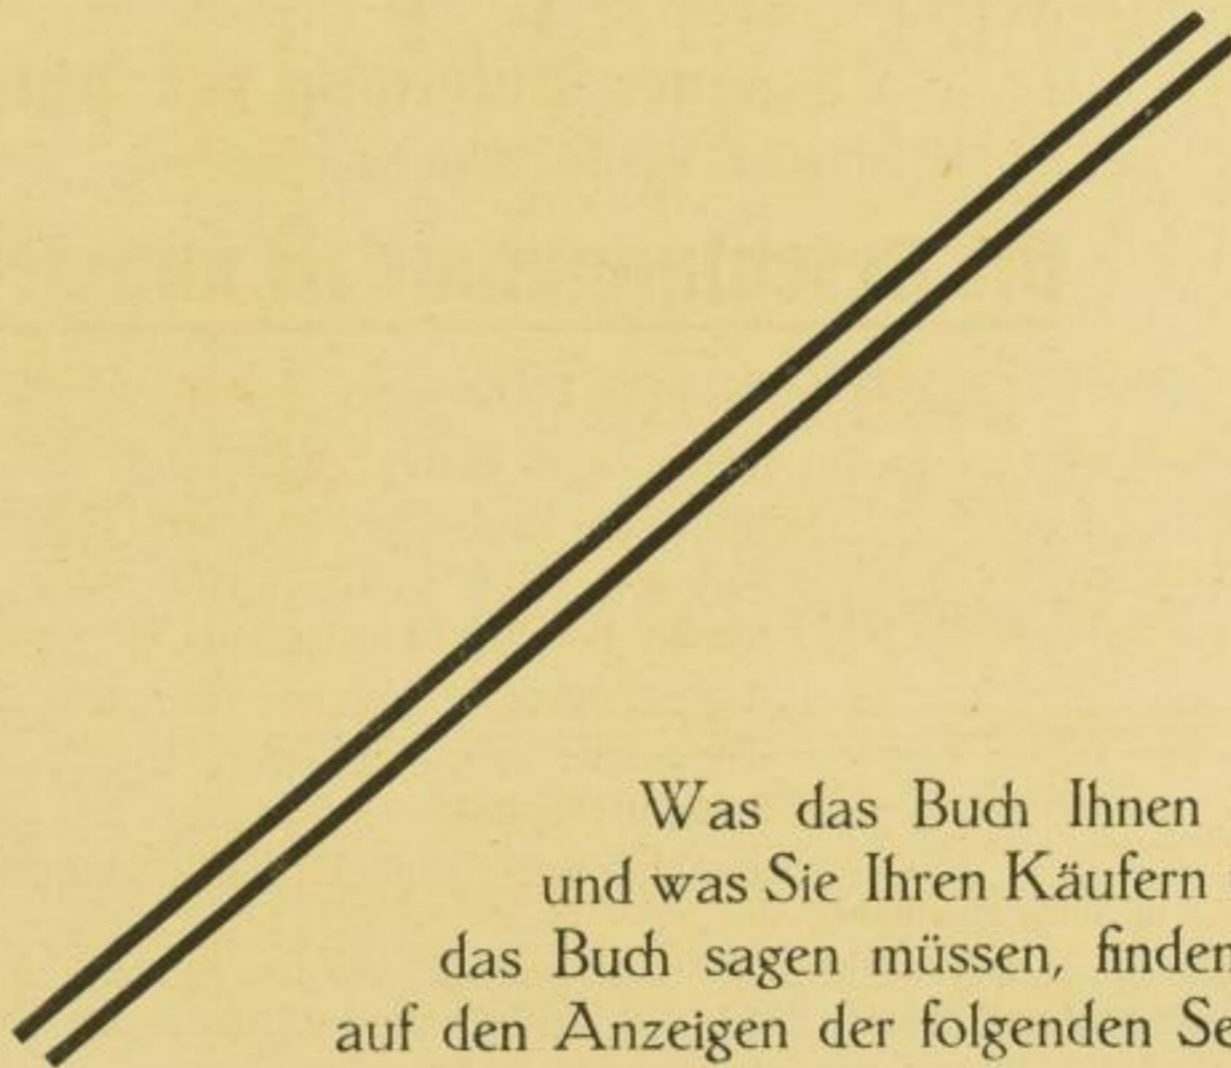 Was das Buch Ihnen
und was Sie Ihren Käufern
das Buch sagen müssen, finden
auf den Anzeigen der folgenden Se